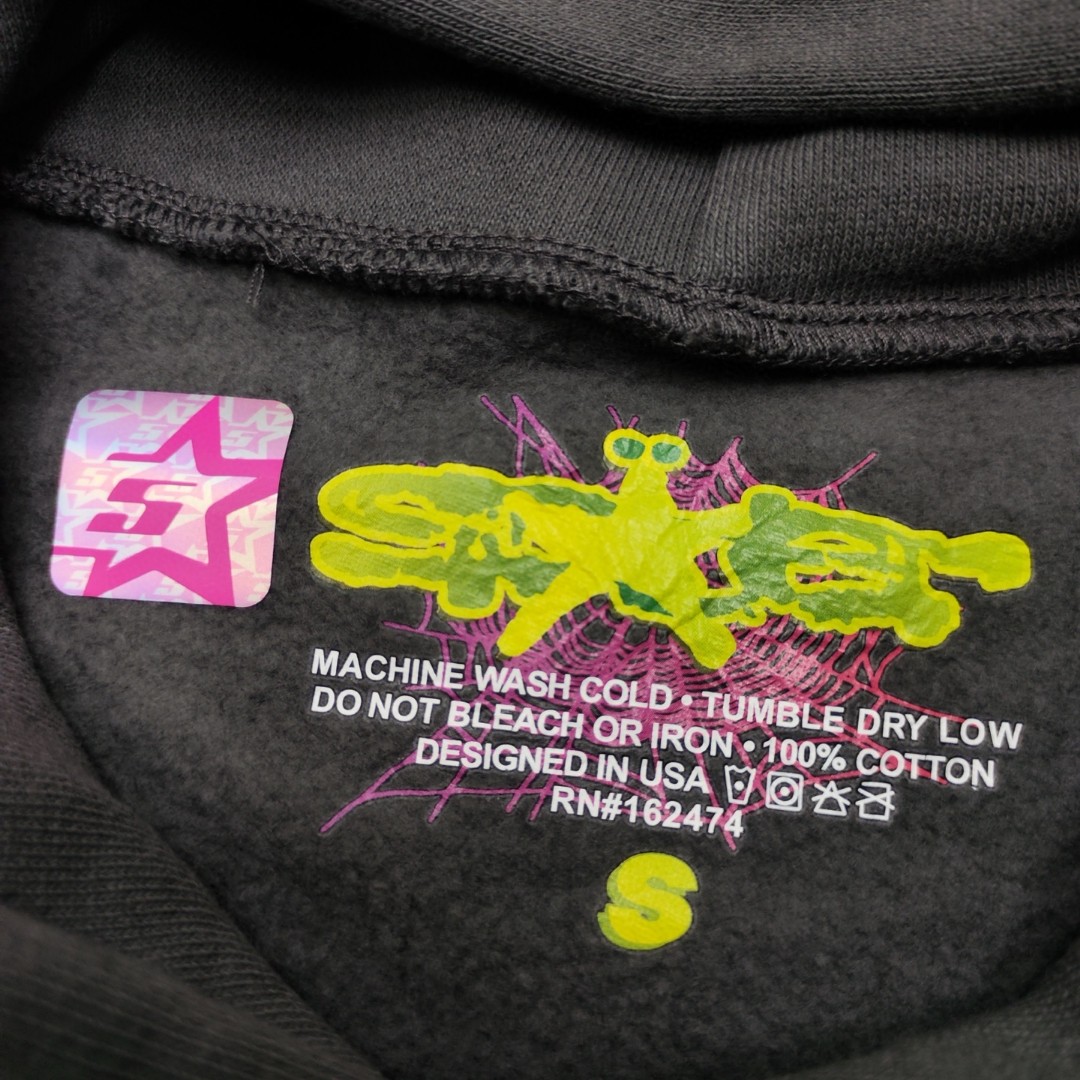 MACHINE WASH COLD • TUMBLE DRY LOW
DO NOT BLEACH OR IRON • 100% COTTON
DESIGNED IN USA
RN#162474
S